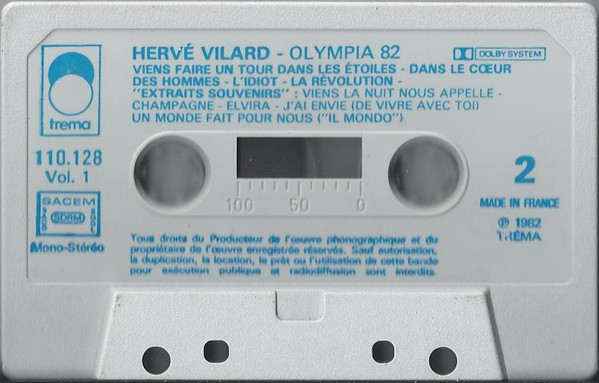 HERVÉ VILARD - OLYMPIA 82
DOLBY SYSTEM
VIENS FAIRE UN TOUR DANS LES ÉTOILES - DANS LE CŒUR
DES HOMMES - L'IDIOT - LA RÉVOLUTION -
"EXTRAITS SOUVENIRS" : VIENS LA NUIT NOUS APPELLE -
CHAMPAGNE - ELVIRA - J'AI ENVIE (DE VIVRE AVEC TOI)
UN MONDE FAIT POUR NOUS ("IL MONDO")
trema
110.128
Vol. 1
SACEM
SDRM
Mono-Stéréo
100 50 0
2
MADE IN FRANCE
℗ 1982
TRÉMA
Tous droits du Producteur de l'œuvre phonographique et du
propriétaire de l'œuvre enregistrée réservés. Sauf autorisation,
la duplication, la location, le prêt ou l'utilisation de cette bande
pour exécution publique et radiodiffusion sont interdits.